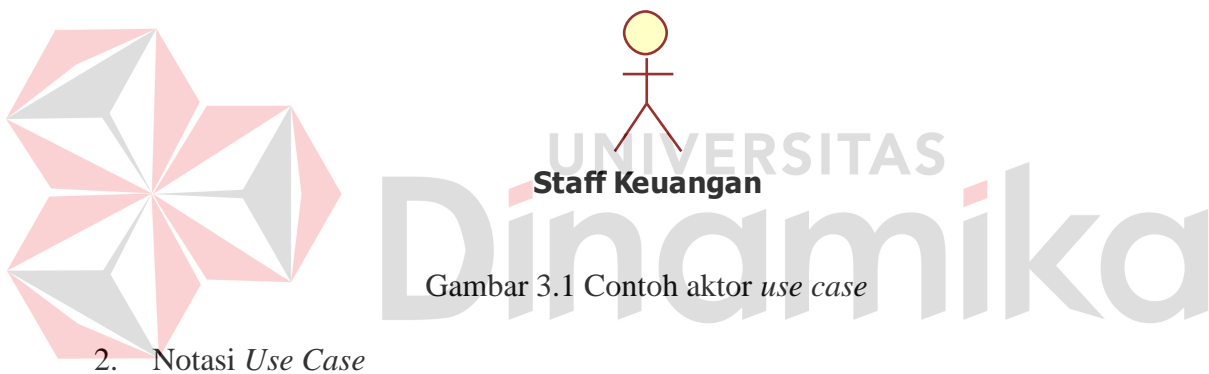 UNIVERSITAS
Staff Keuangan
Dinamika
Gambar 3.1 Contoh aktor use case
2. Notasi Use Case